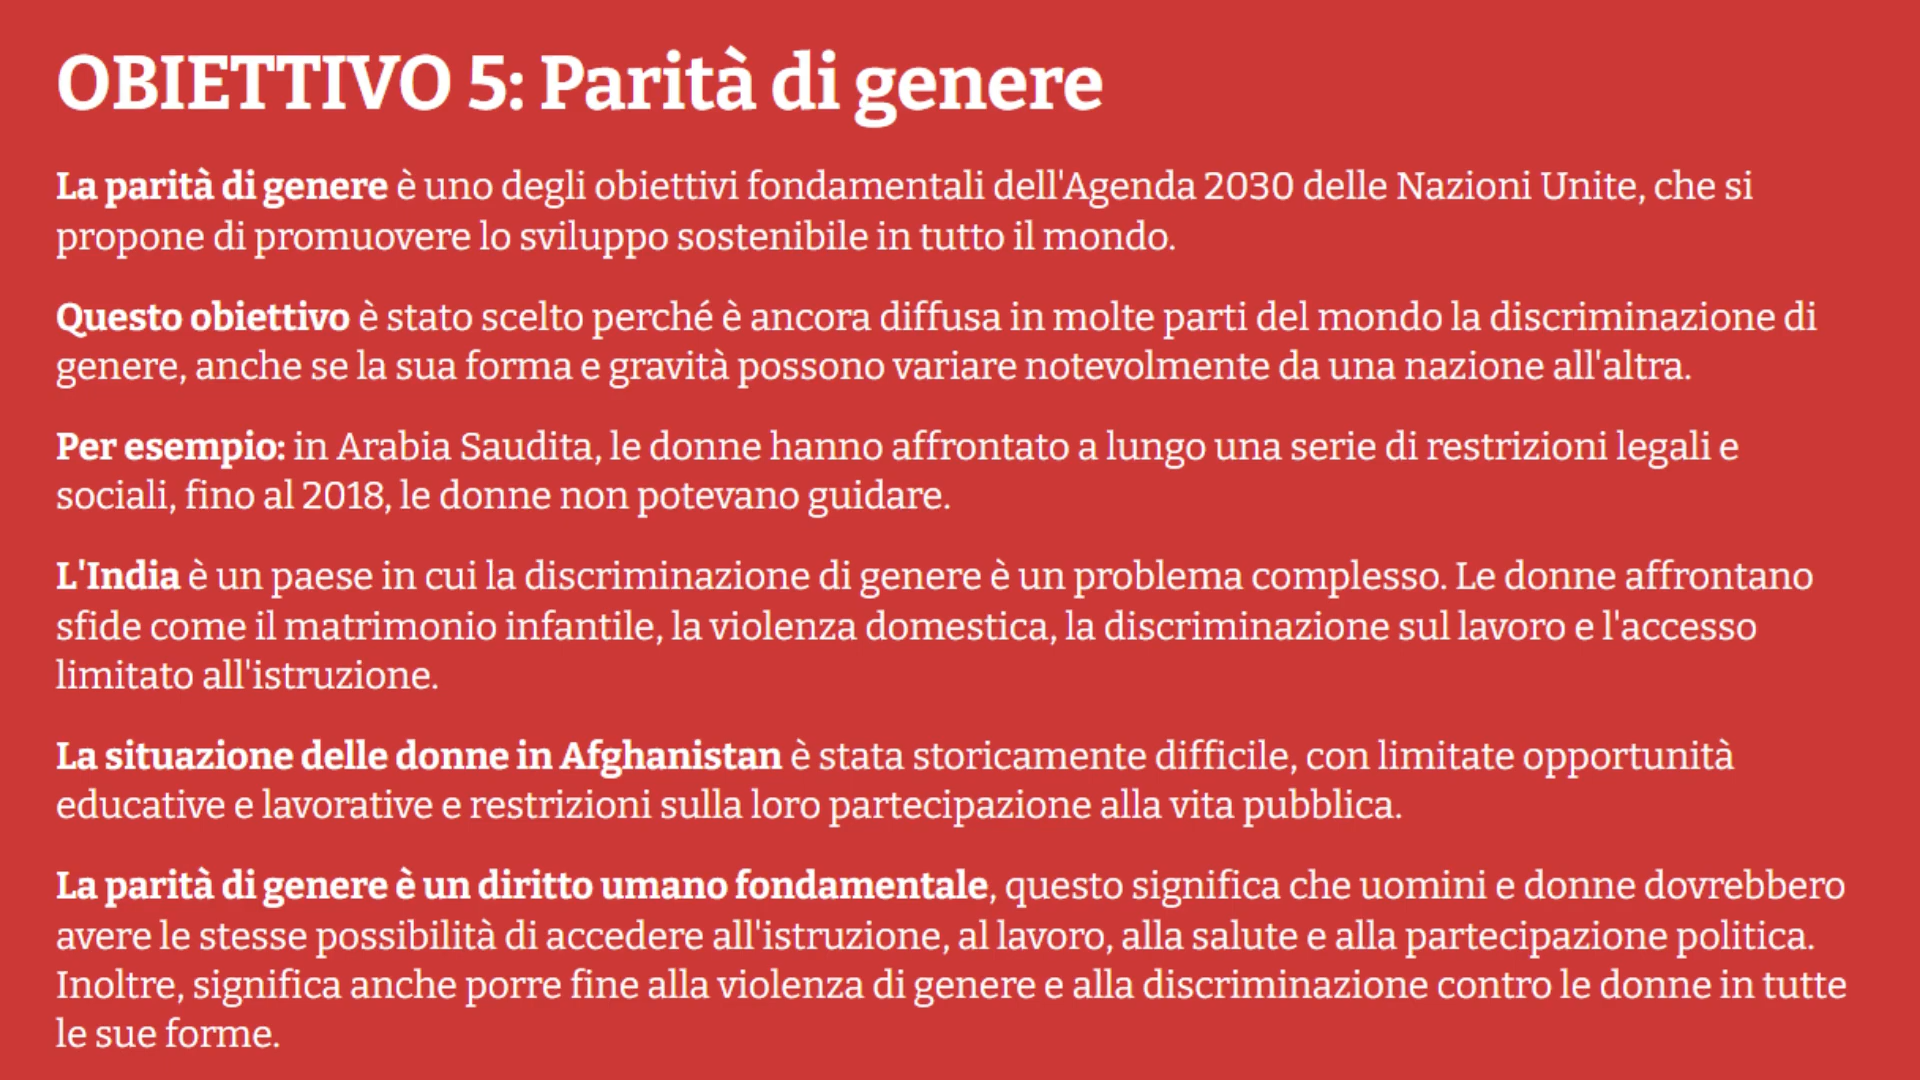 OBIETTIVO 5: Parità di genere
La parità di genere è uno degli obiettivi fondamentali dell'Agenda 2030 delle Nazioni Unite, che si
propone di promuovere lo sviluppo sostenibile in tutto il mondo.
Questo obiettivo è stato scelto perché è ancora diffusa in molte parti del mondo la discriminazione di
genere, anche se la sua forma e gravità possono variare notevolmente da una nazione all'altra.
Per esempio: in Arabia Saudita, le donne hanno affrontato a lungo una serie di restrizioni legali e
sociali, fino al 2018, le donne non potevano guidare.
L'India è un paese in cui la discriminazione di genere è un problema complesso. Le donne affrontano
sfide come il matrimonio infantile, la violenza domestica, la discriminazione sul lavoro e l'accesso
limitato all'istruzione.
La situazione delle donne in Afghanistan è stata storicamente difficile, con limitate opportunità
educative e lavorative e restrizioni sulla loro partecipazione alla vita pubblica.
La parità di genere è un diritto umano fondamentale, questo significa che uomini e donne dovrebbero
avere le stesse possibilità di accedere all'istruzione, al lavoro, alla salute e alla partecipazione politica.
Inoltre, significa anche porre fine alla violenza di genere e alla discriminazione contro le donne in tutte
le sue forme.